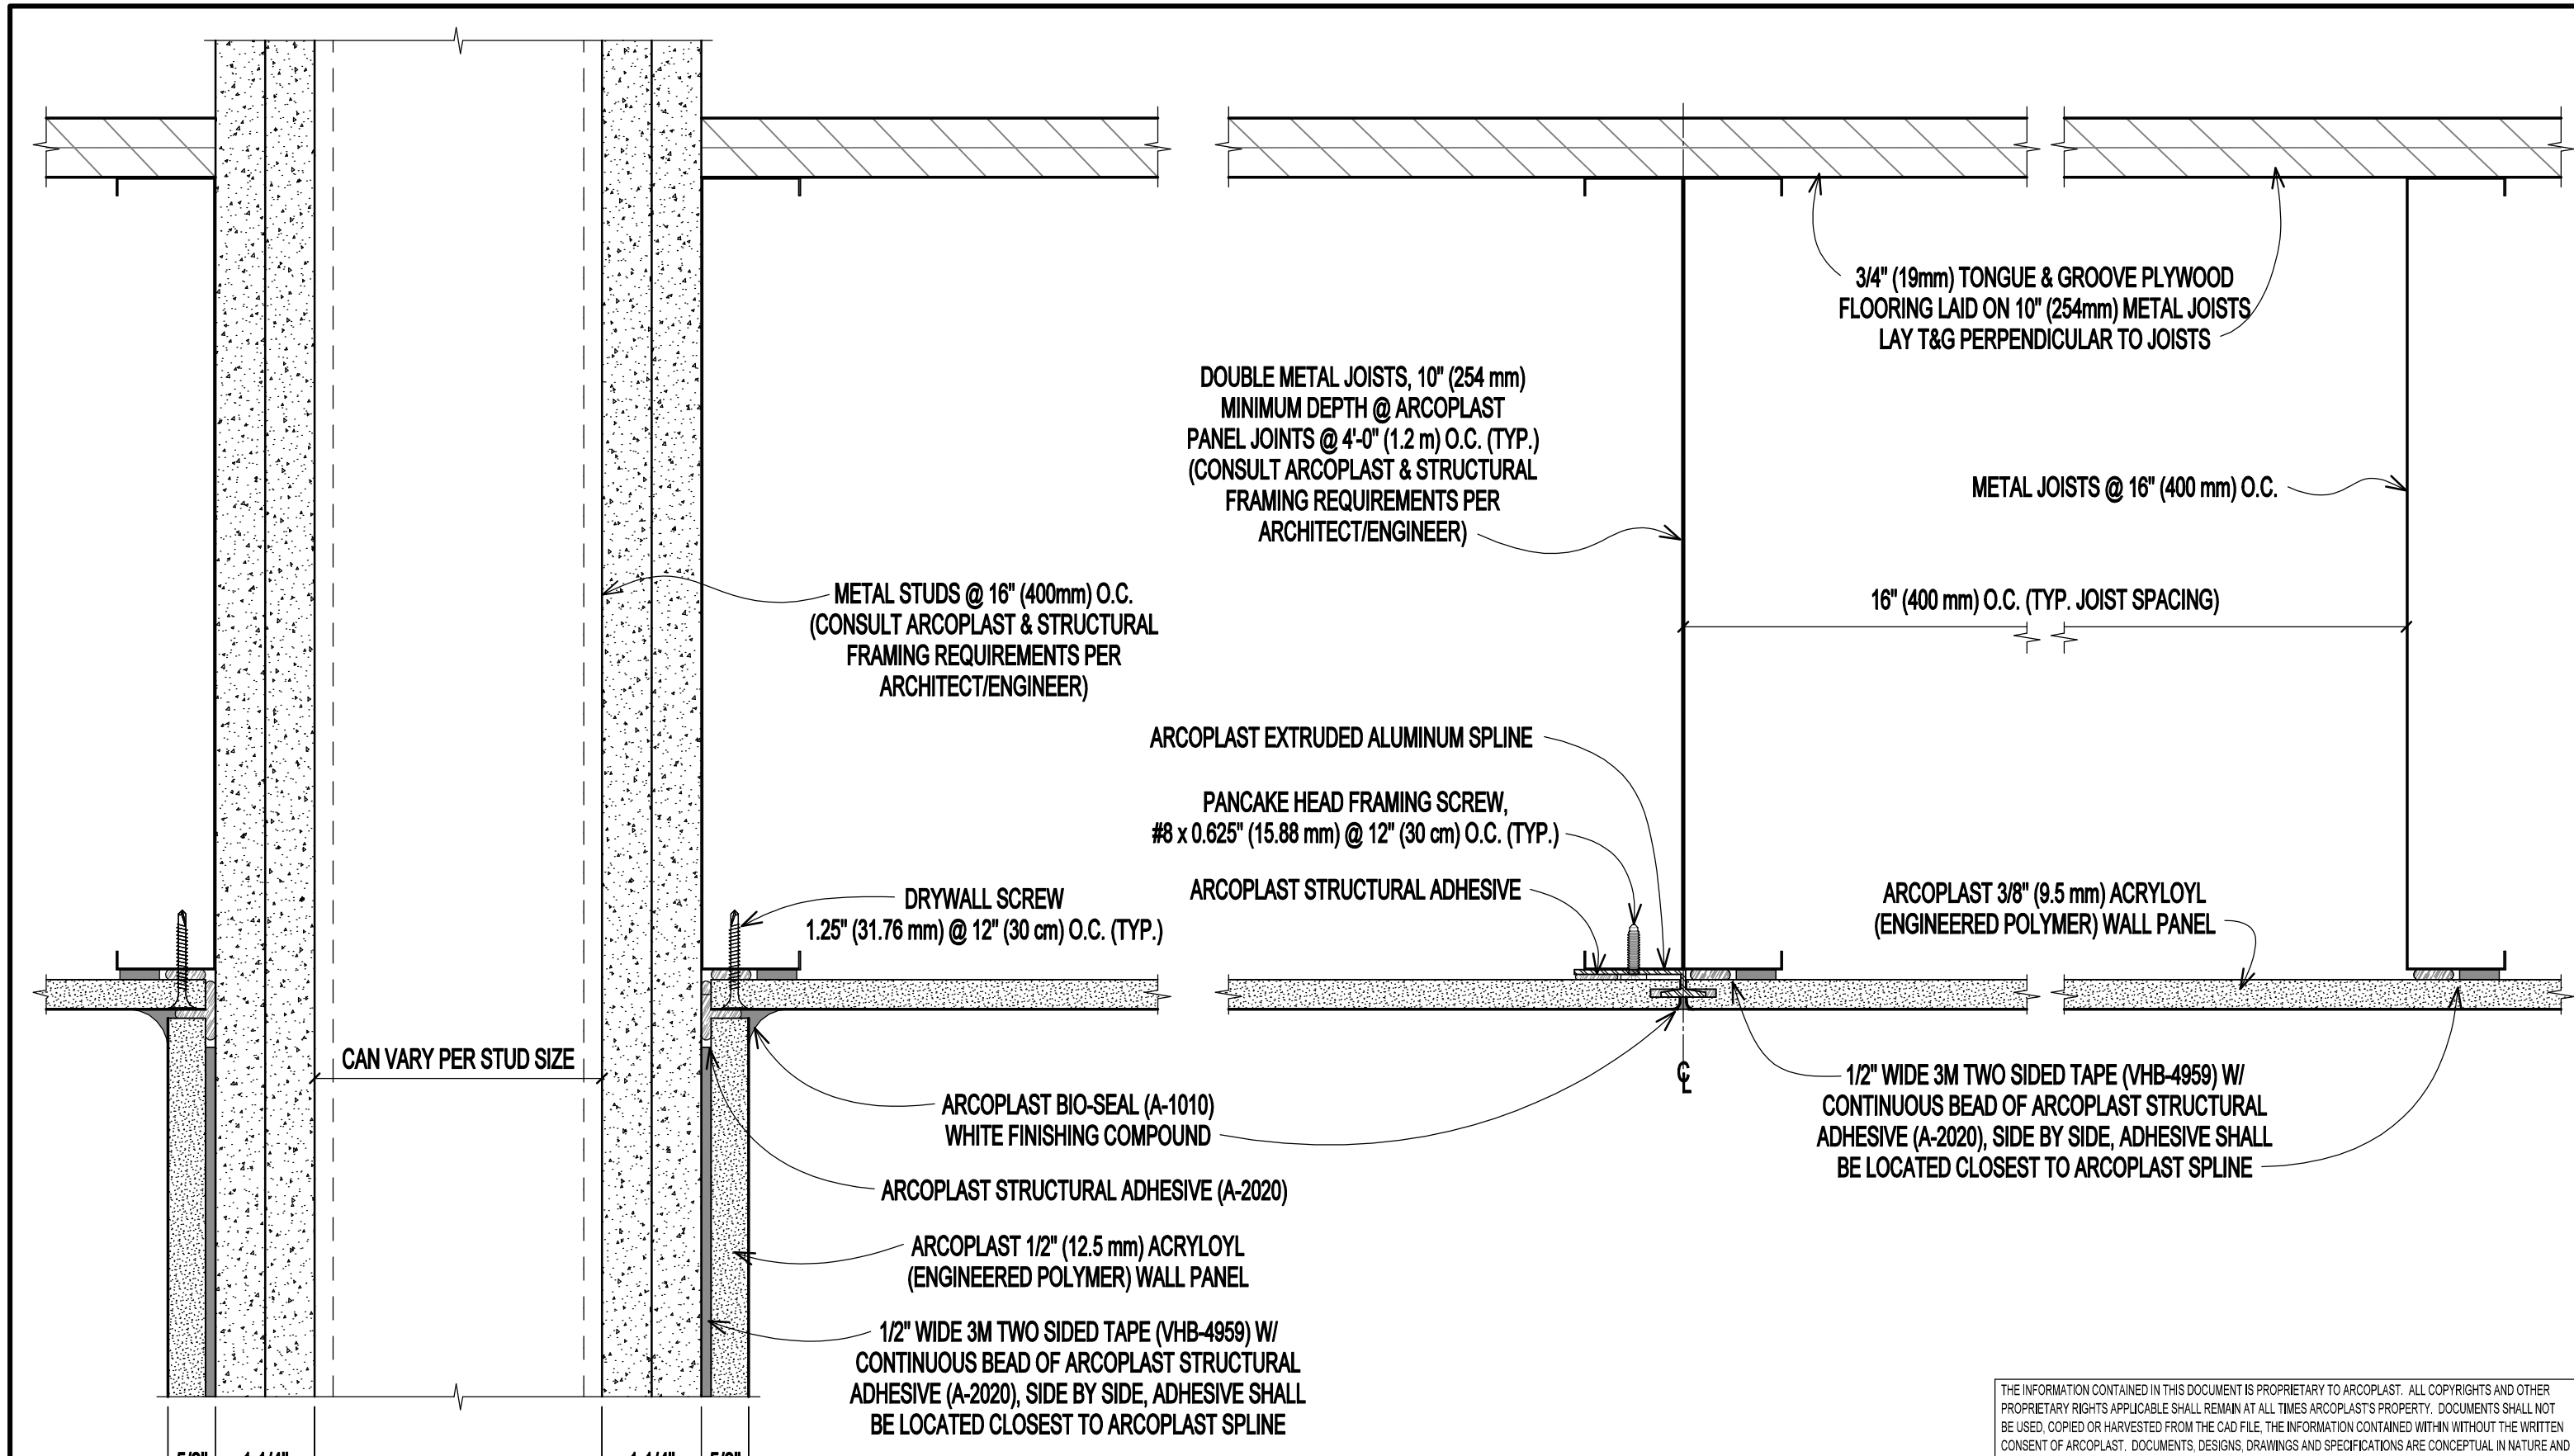 3/4" (19mm) TONGUE & GROOVE PLYWOOD
FLOORING LAID ON 10" (254mm) METAL JOISTS
LAY T&G PERPENDICULAR TO JOISTS
DOUBLE METAL JOISTS, 10" (254 mm)
MINIMUM DEPTH @ ARCOPLAST
PANEL JOINTS @ 4'-0" (1.2 m) O.C. (TYP.)
(CONSULT ARCOPLAST & STRUCTURAL
FRAMING REQUIREMENTS PER
ARCHITECT/ENGINEER)
METAL JOISTS @ 16" (400 mm) O.C.
METAL STUDS @ 16" (400mm) O.C.
(CONSULT ARCOPLAST & STRUCTURAL
FRAMING REQUIREMENTS PER
ARCHITECT/ENGINEER)
16" (400 mm) O.C. (TYP. JOIST SPACING)
ARCOPLAST EXTRUDED ALUMINUM SPLINE
PANCAKE HEAD FRAMING SCREW,
#8 x 0.625" (15.88 mm) @ 12" (30 cm) O.C. (TYP.)
ARCOPLAST STRUCTURAL ADHESIVE
DRYWALL SCREW
1.25" (31.76 mm) @ 12" (30 cm) O.C. (TYP.)
ARCOPLAST 3/8" (9.5 mm) ACRYLOYL
(ENGINEERED POLYMER) WALL PANEL
CAN VARY PER STUD SIZE
CL
ARCOPLAST BIO-SEAL (A-1010)
WHITE FINISHING COMPOUND
1/2" WIDE 3M TWO SIDED TAPE (VHB-4959) W/
CONTINUOUS BEAD OF ARCOPLAST STRUCTURAL
ADHESIVE (A-2020), SIDE BY SIDE, ADHESIVE SHALL
BE LOCATED CLOSEST TO ARCOPLAST SPLINE
ARCOPLAST STRUCTURAL ADHESIVE (A-2020)
ARCOPLAST 1/2" (12.5 mm) ACRYLOYL
(ENGINEERED POLYMER) WALL PANEL
1/2" WIDE 3M TWO SIDED TAPE (VHB-4959) W/
CONTINUOUS BEAD OF ARCOPLAST STRUCTURAL
ADHESIVE (A-2020), SIDE BY SIDE, ADHESIVE SHALL
BE LOCATED CLOSEST TO ARCOPLAST SPLINE
THE INFORMATION CONTAINED IN THIS DOCUMENT IS PROPRIETARY TO ARCOPLAST. ALL COPYRIGHTS AND OTHER
PROPRIETARY RIGHTS APPLICABLE SHALL REMAIN AT ALL TIMES ARCOPLAST'S PROPERTY. DOCUMENTS SHALL NOT
BE USED, COPIED OR HARVESTED FROM THE CAD FILE, THE INFORMATION CONTAINED WITHIN WITHOUT THE WRITTEN
CONSENT OF ARCOPLAST. DOCUMENTS, DESIGNS, DRAWINGS AND SPECIFICATIONS ARE CONCEPTUAL IN NATURE AND